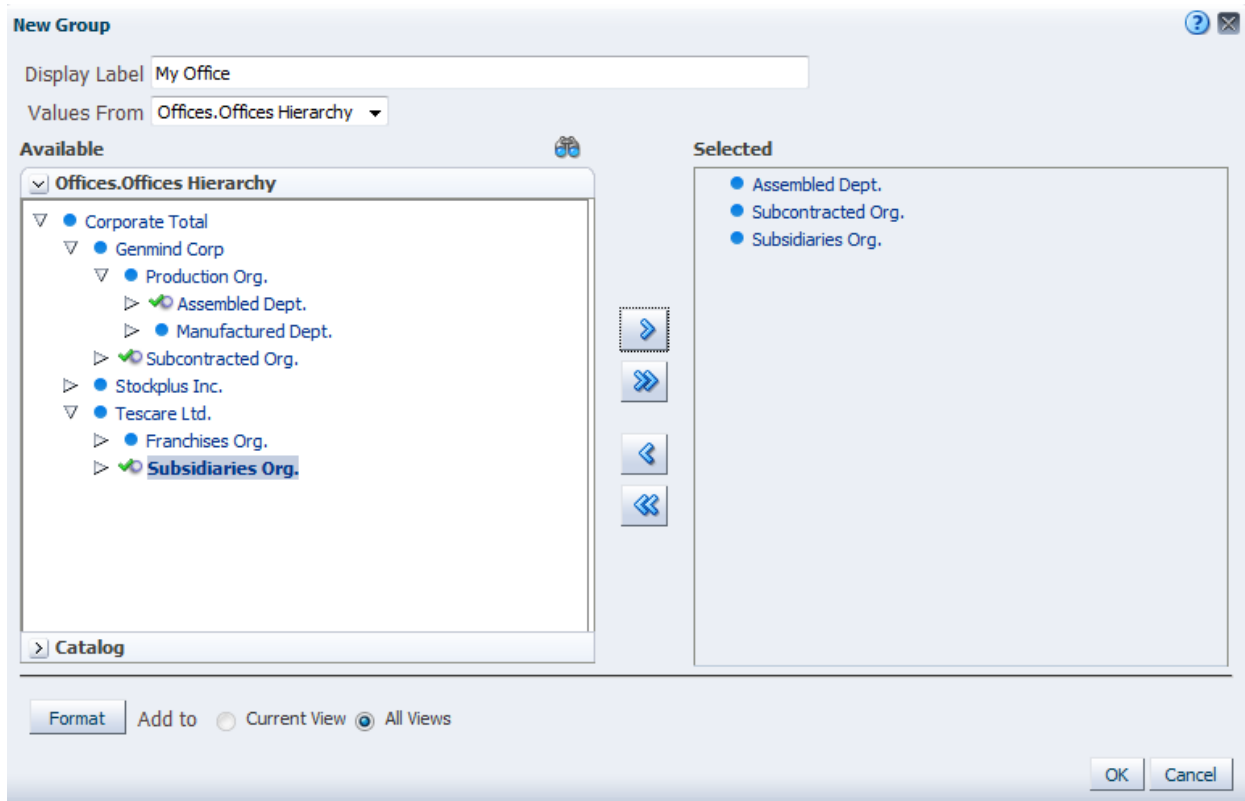 New Group
Display Label My Office
Values From Offices.Offices Hierarchy
Available
Selected
Offices.Offices Hierarchy
Corporate Total
Genmind Corp
Production Org.
Assembled Dept.
Manufactured Dept.
Subcontracted Org.
Stockplus Inc.
Tescare Ltd.
Franchises Org.
Subsidiaries Org.
Catalog
Assembled Dept.
Subcontracted Org.
Subsidiaries Org.
Format Add to Current View All Views
OK Cancel